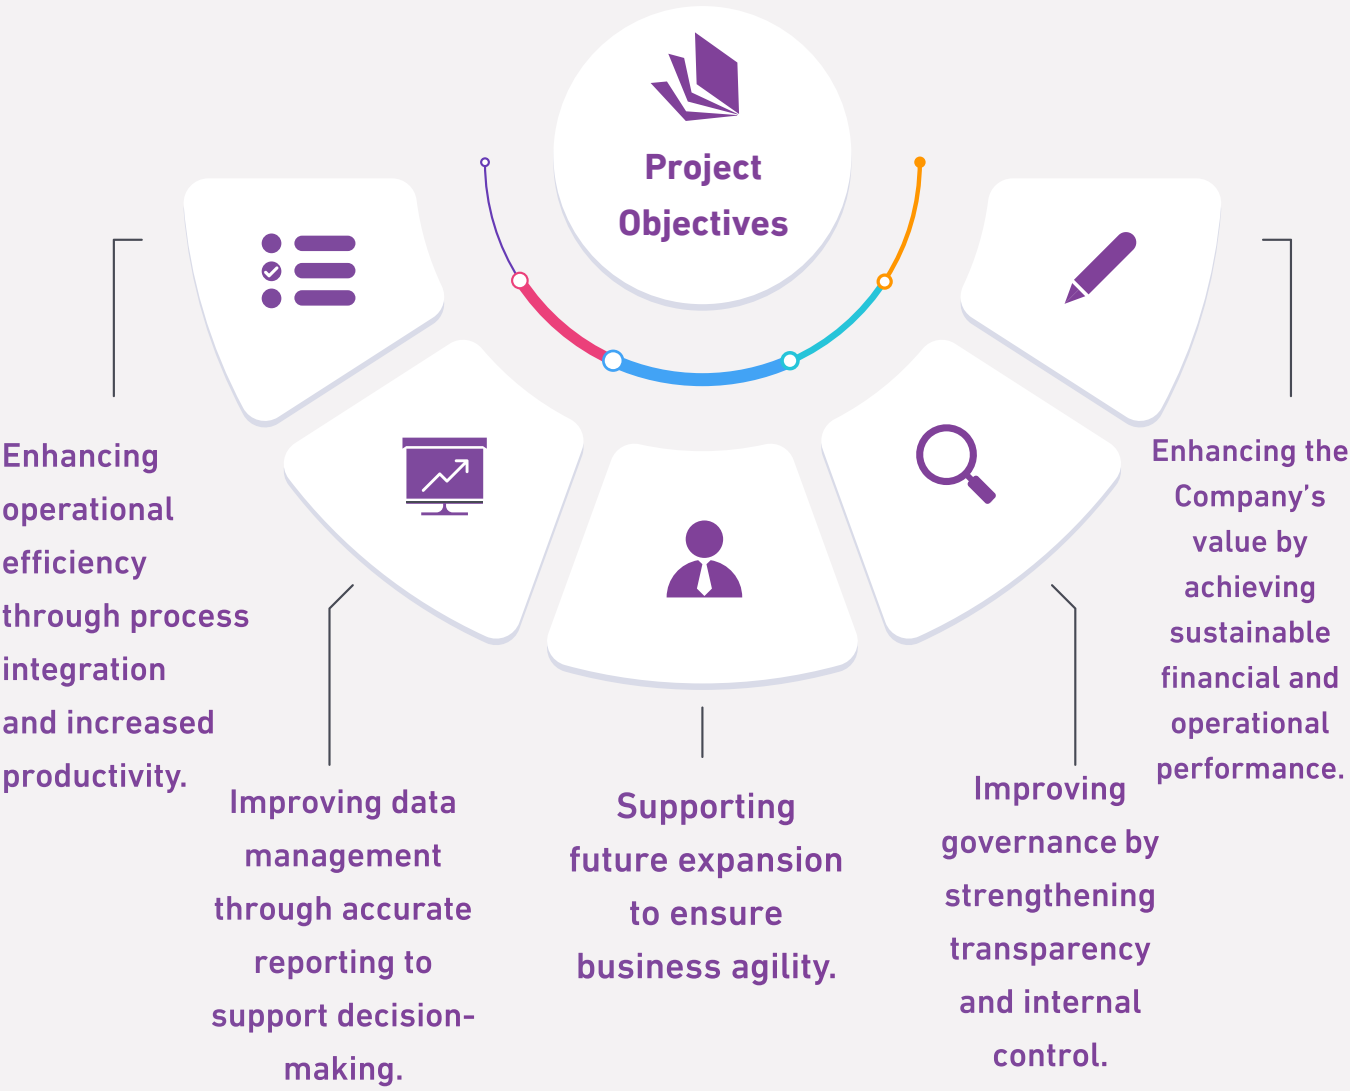 Project
Objectives
Enhancing
operational
efficiency
through process
integration
and increased
productivity.
Improving data
management
through accurate
reporting to
support decision-
making.
Supporting
future expansion
to ensure
business agility.
Improving
governance by
strengthening
transparency
and internal
control.
Enhancing the
Company’s
value by
achieving
sustainable
financial and
operational
performance.